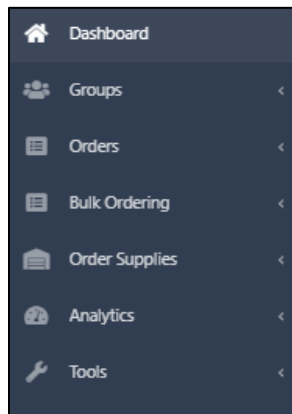 Dashboard
Groups
Orders
Bulk Ordering
Order Supplies
Analytics
Tools